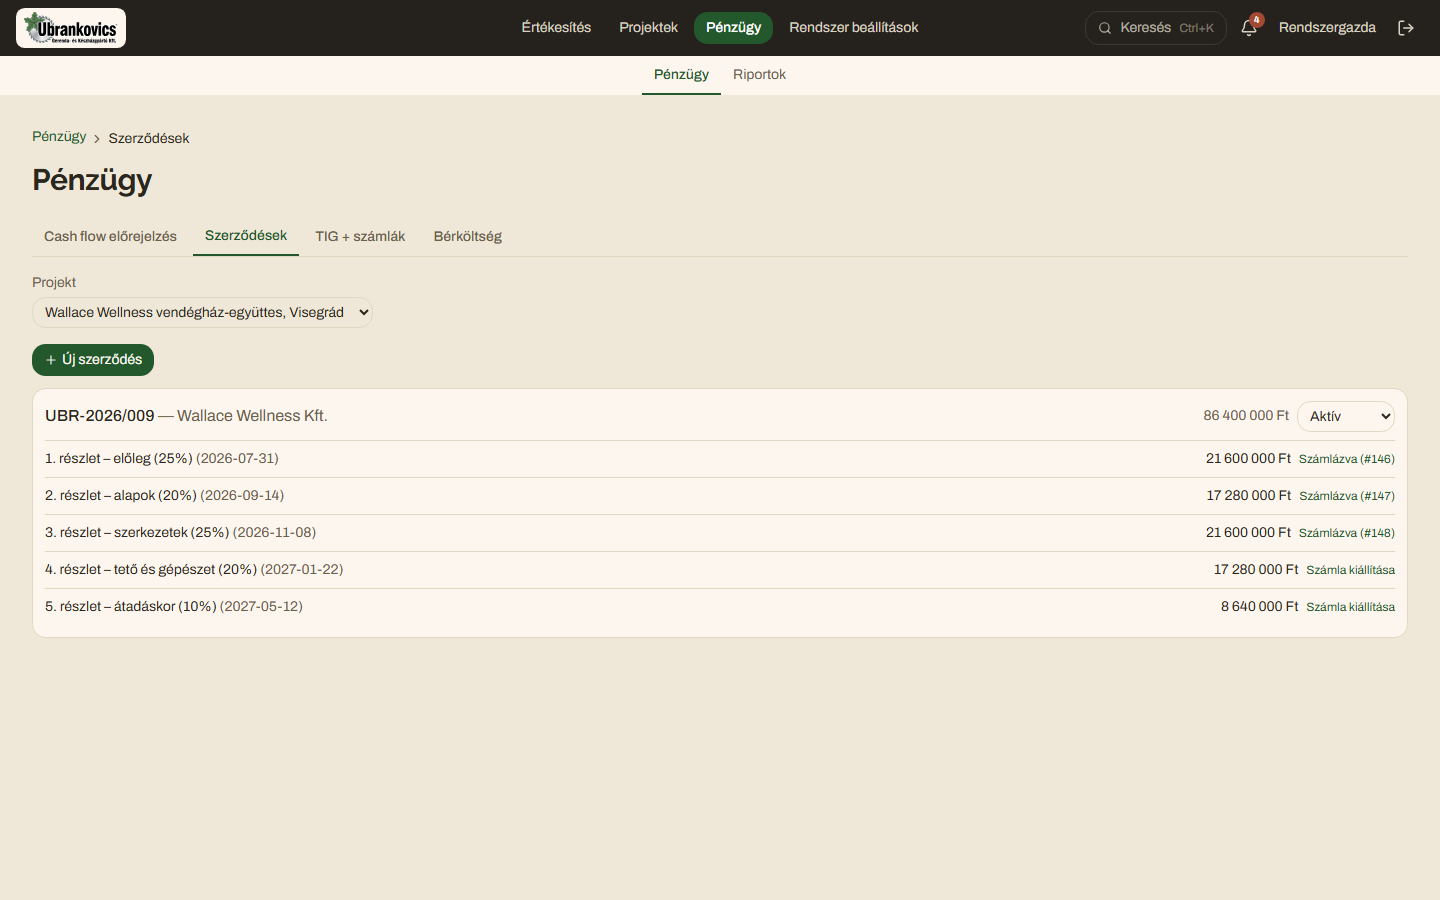 Ubrankovics
Gerenda- és Készházgyártó Kft.
Értékesítés Projektek Pénzügy Rendszer beállítások Keresés Ctrl+K 4 Rendszergazda
Pénzügy Riportok
Pénzügy > Szerződések
Pénzügy
Cash flow előrejelzés Szerződések TIG + számlák Bérköltség
Projekt
Wallace Wellness vendégház-együttes, Visegrád
+ Új szerződés
UBR-2026/009 — Wallace Wellness Kft. 86 400 000 Ft Aktív
1. részlet – előleg (25%) (2026-07-31) 21 600 000 Ft Számlázva (#146)
2. részlet – alapok (20%) (2026-09-14) 17 280 000 Ft Számlázva (#147)
3. részlet – szerkezetek (25%) (2026-11-08) 21 600 000 Ft Számlázva (#148)
4. részlet – tető és gépészet (20%) (2027-01-22) 17 280 000 Ft Számla kiállítása
5. részlet – átadáskor (10%) (2027-05-12) 8 640 000 Ft Számla kiállítása